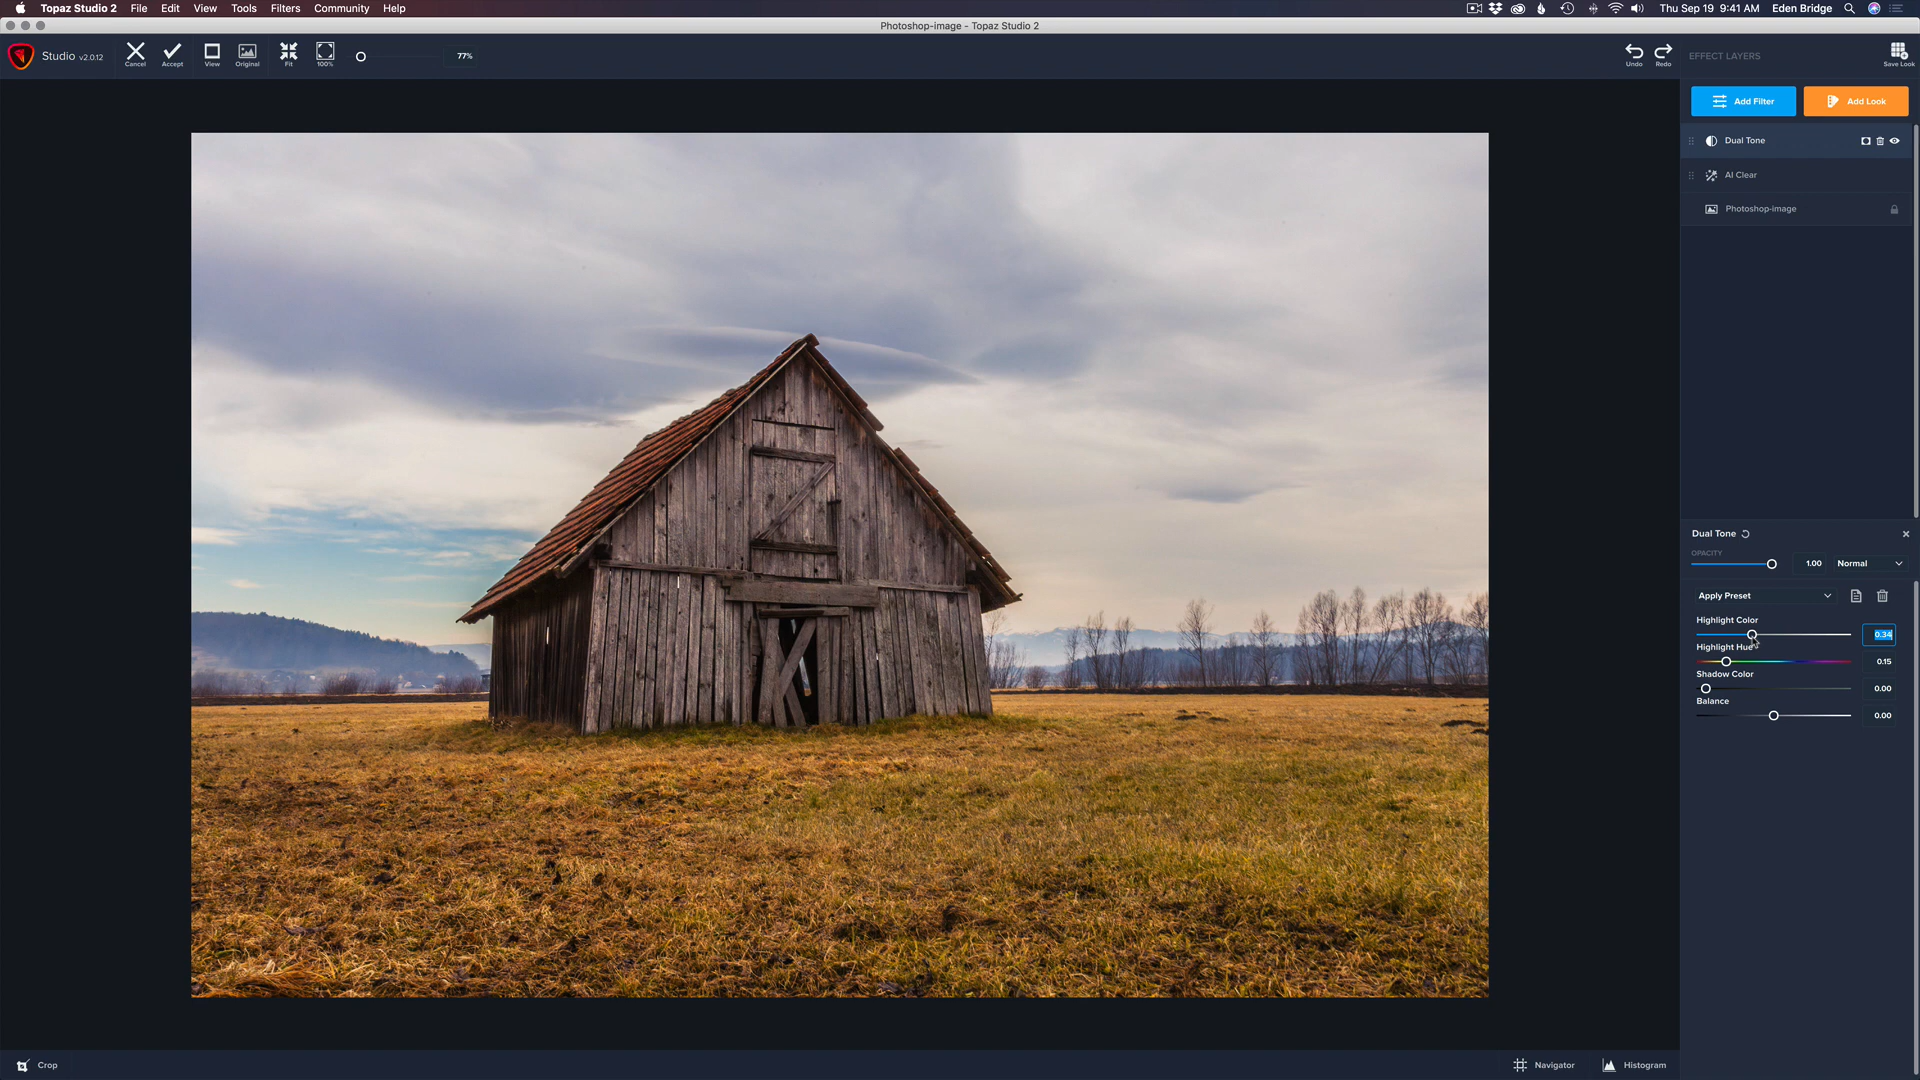 Topaz Studio 2 File Edit View Tools Filters Community Help Thu Sep 19 9:41 AM Eden Bridge
Photoshop-image - Topaz Studio 2
Studio v2.0.12 Cancel Accept View Original Fit 100% 77% Undo Redo EFFECT LAYERS Save Look
Add Filter Add Look
Dual Tone
AI Clear
Photoshop-image
Dual Tone
OPACITY
1.00 Normal
Apply Preset
Highlight Color
0.34
Highlight Hue
0.15
Shadow Color
0.00
Balance
0.00
Crop Navigator Histogram